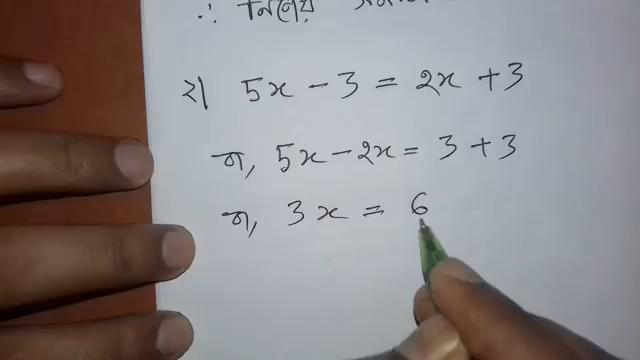 ∴ নির্ণেয়
২। 5x - 3 = 2x + 3
বা, 5x - 2x = 3 + 3
বা, 3x = 6